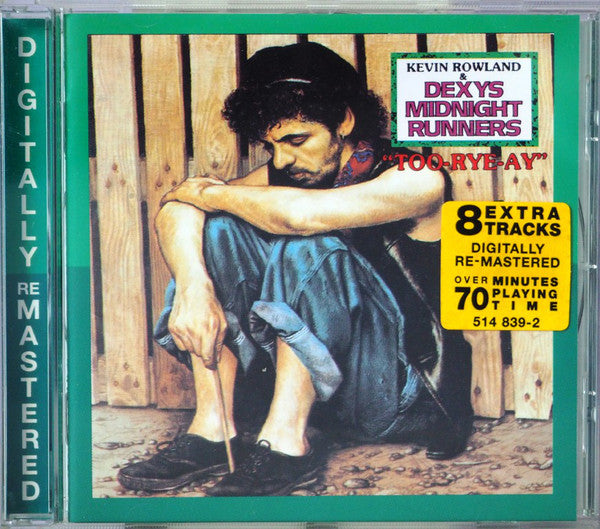 DIGITALLY REMASTERED
KEVIN ROWLAND
&
DEXYS
MIDNIGHT
RUNNERS
"TOO-RYE-AY"
8 EXTRA
TRACKS
DIGITALLY
RE-MASTERED
OVER MINUTES
70 PLAYING
TIME
514 839-2